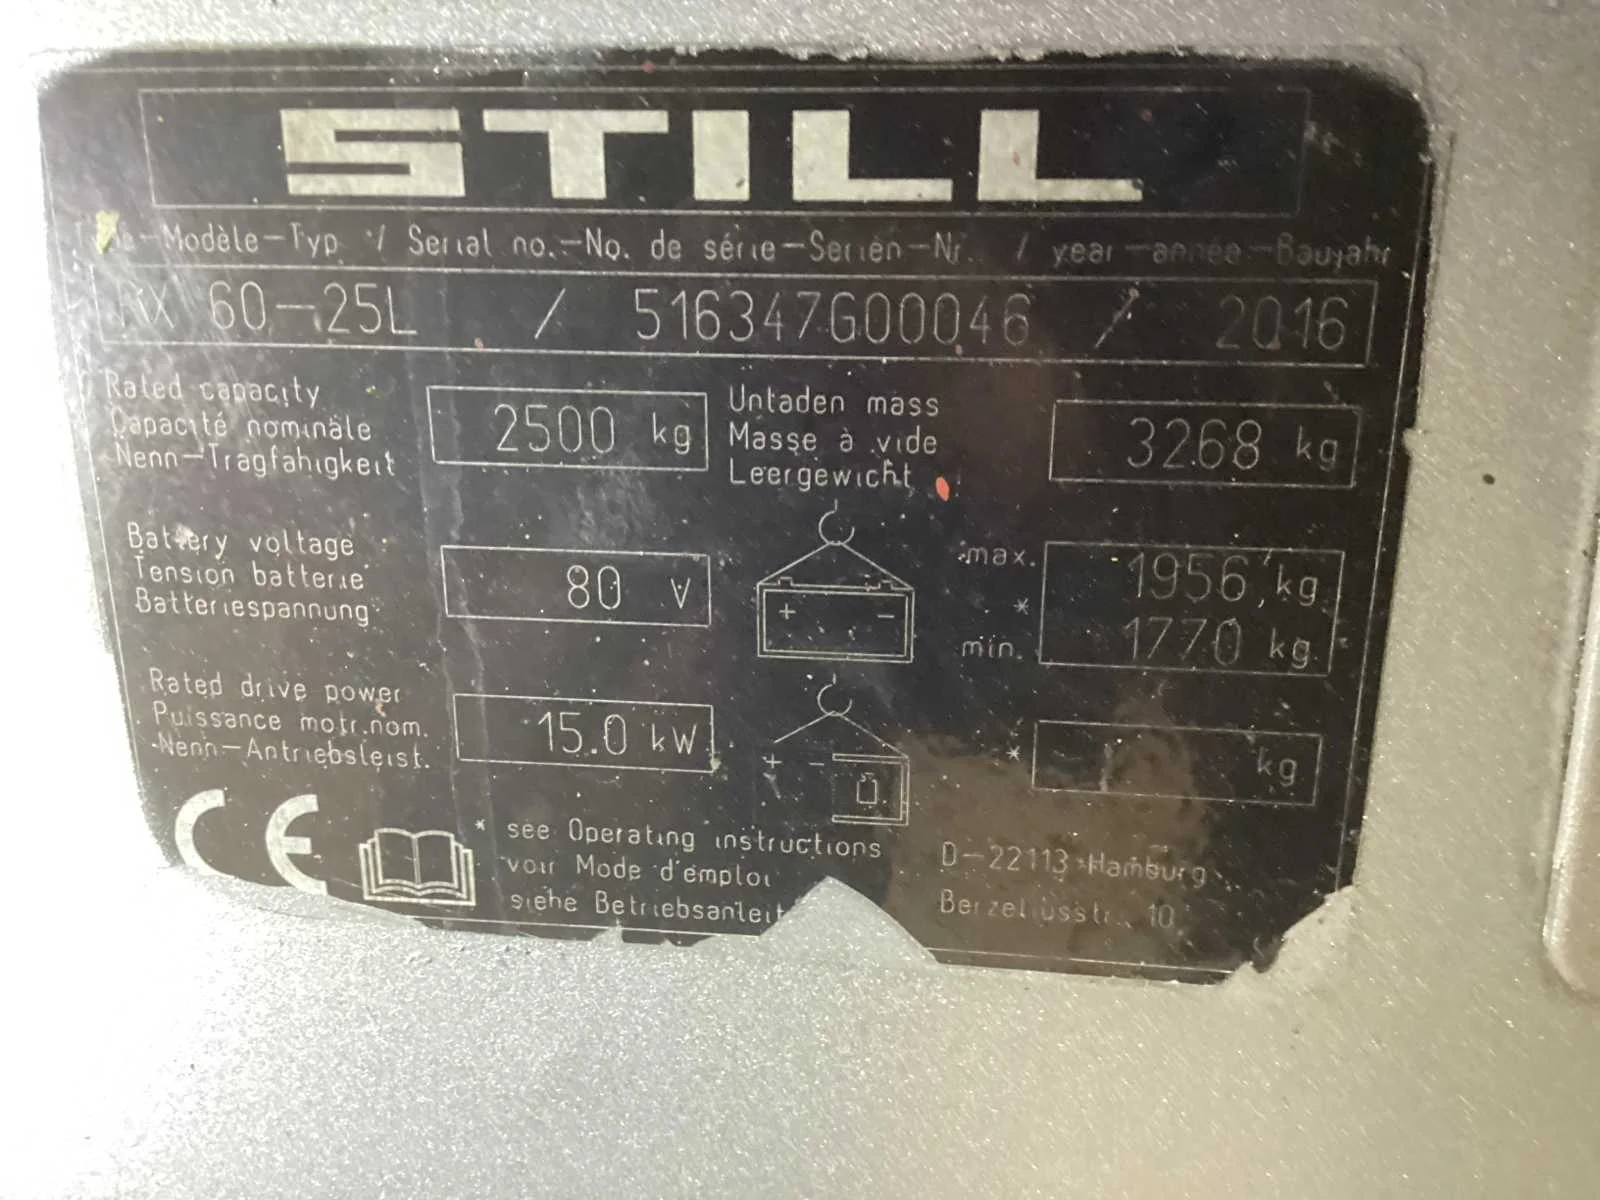 STILL
Type-Modèle-Typ / Serial no.-No. de série-Serien-Nr. / year-année-Baujahr
RX 60-25L / 516347G00046 / 2016
Rated capacity
Capacité nominale
Nenn-Tragfähigkeit
2500 kg
Unladen mass
Masse à vide
Leergewicht
3268 kg
Battery voltage
Tension batterie
Batteriespannung
80 V
+ -
max. 1956 kg
*
min. 1770 kg
Rated drive power
Puissance motr.nom.
Nenn-Antriebsleist.
15.0 kW
+ -
* kg
CE
* see Operating instructions
voir Mode d'emploi
siehe Betriebsanleit
D-22113 Hamburg
Berzeliusstr. 10